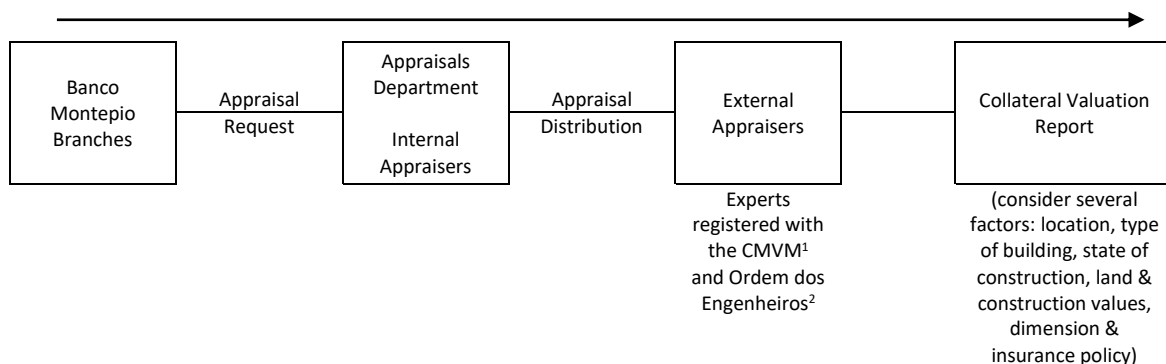 Banco
Montepio
Branches
Appraisal
Request
Appraisals
Department
Internal
Appraisers
Appraisal
Distribution
External
Appraisers
Experts
registered with
the CMVM¹
and Ordem dos
Engenheiros²
Collateral Valuation
Report
(consider several
factors: location, type
of building, state of
construction, land &
construction values,
dimension &
insurance policy)